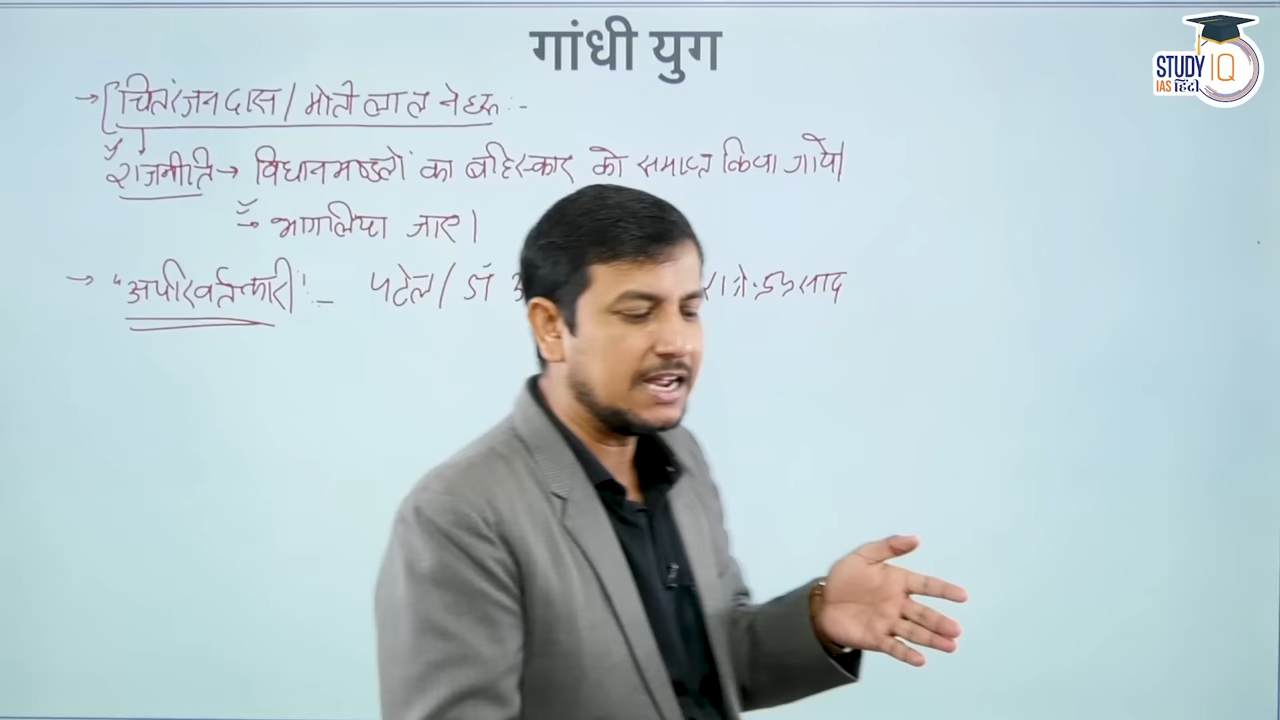 गांधी युग
STUDY IQ
IAS हिंदी
→ चितरंजन दास / मोती लाल नेहरू :-
राजनीति → विधानमण्डलों का बहिस्कार को समाप्त किया जाये।
→ भाग लिया जाए।
→ "अपरिवर्तनकारी" :- पटेल / डॉ